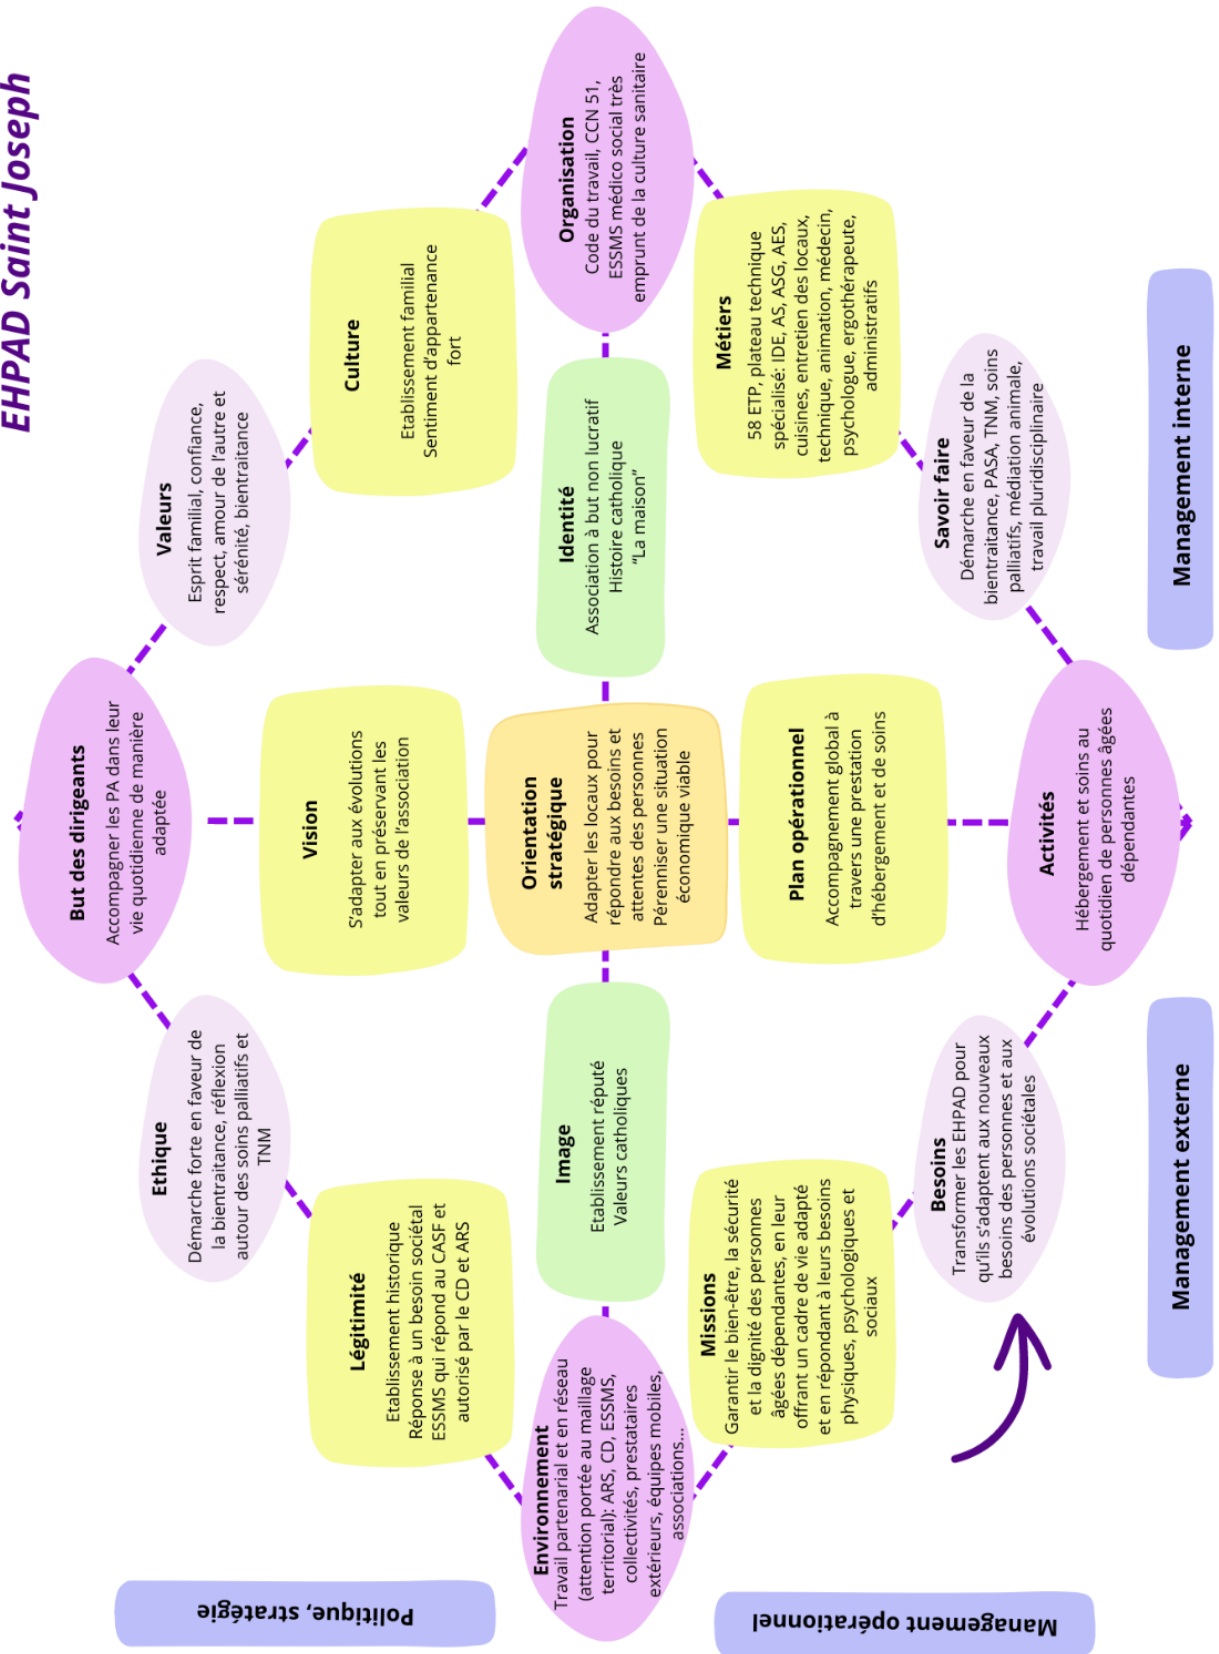 EHPAD Saint Joseph
But des dirigeants
Accompagner les PA dans leur
vie quotidienne de manière
adaptée
Ethique
Démarche forte en faveur de
la bientraitance, réflexion
autour des soins palliatifs et
TNM
Valeurs
Esprit familial, confiance,
respect, amour de l'autre et
sérénité, bientraitance
Politique, stratégie
Légitimité
Etablissement historique
Réponse à un besoin sociétal
ESSMS qui répond au CASF et
autorisé par le CD et ARS
Vision
S'adapter aux évolutions
tout en préservant les
valeurs de l'association
Culture
Etablissement familial
Sentiment d'appartenance
fort
Environnement
Travail partenarial et en réseau
(attention portée au maillage
territorial): ARS, CD, ESSMS,
collectivités, prestataires
extérieurs, équipes mobiles,
associations...
Image
Etablissement réputé
Valeurs catholiques
Orientation
stratégique
Adapter les locaux pour
répondre aux besoins et
attentes des personnes
Pérenniser une situation
économique viable
Identité
Association à but non lucratif
Histoire catholique
“La maison”
Organisation
Code du travail, CCN 51,
ESSMS médico social très
emprunt de la culture sanitaire
Management opérationnel
Missions
Garantir le bien-être, la sécurité
et la dignité des personnes
âgées dépendantes, en leur
offrant un cadre de vie adapté
et en répondant à leurs besoins
physiques, psychologiques et
sociaux
Plan opérationnel
Accompagnement global à
travers une prestation
d'hébergement et de soins
Métiers
58 ETP, plateau technique
spécialisé: IDE, AS, ASG, AES,
cuisines, entretien des locaux,
technique, animation, médecin,
psychologue, ergothérapeute,
administratifs
Besoins
Transformer les EHPAD pour
qu'ils s'adaptent aux nouveaux
besoins des personnes et aux
évolutions sociétales
Savoir faire
Démarche en faveur de la
bientraitance, PASA, TNM, soins
palliatifs, médiation animale,
travail pluridisciplinaire
Activités
Hébergement et soins au
quotidien de personnes âgées
dépendantes
Management externe
Management interne